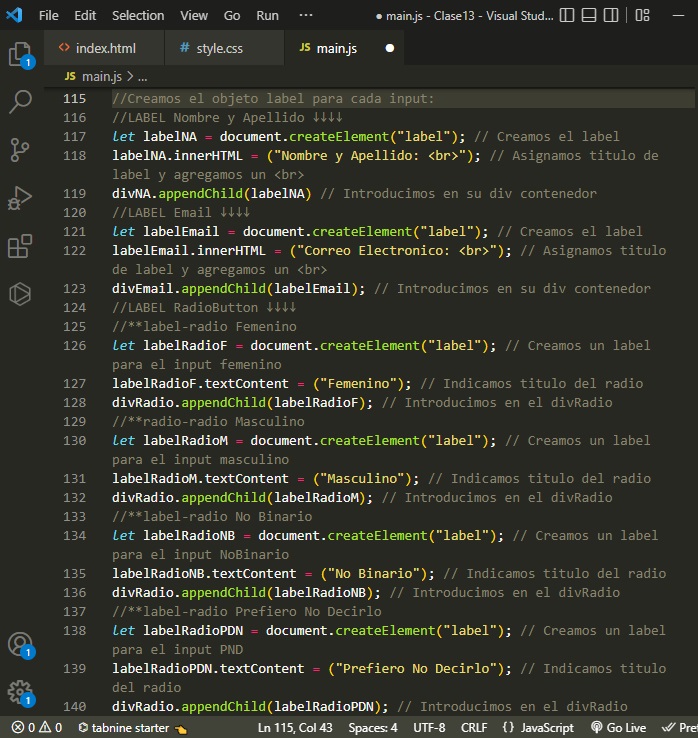 File Edit Selection View Go Run ··· ● main.js - Clase13 - Visual Stud...
index.html # style.css JS main.js ●
JS main.js > ...
1
115 //Creamos el objeto label para cada input:
116 //LABEL Nombre y Apellido ↓↓↓↓
117 let labelNA = document.createElement("label"); // Creamos el label
118 labelNA.innerHTML = ("Nombre y Apellido: <br>"); // Asignamos titulo de
label y agregamos un <br>
119 divNA.appendChild(labelNA) // Introducimos en su div contenedor
120 //LABEL Email ↓↓↓↓
121 let labelEmail = document.createElement("label"); // Creamos el label
122 labelEmail.innerHTML = ("Correo Electronico: <br>"); // Asignamos titulo
de label y agregamos un <br>
123 divEmail.appendChild(labelEmail); // Introducimos en su div contenedor
124 //LABEL RadioButton ↓↓↓↓
125 //**label-radio Femenino
126 let labelRadioF = document.createElement("label"); // Creamos un label
para el input femenino
127 labelRadioF.textContent = ("Femenino"); // Indicamos titulo del radio
128 divRadio.appendChild(labelRadioF); // Introducimos en el divRadio
129 //**radio-radio Masculino
130 let labelRadioM = document.createElement("label"); // Creamos un label
para el input masculino
131 labelRadioM.textContent = ("Masculino"); // Indicamos titulo del radio
132 divRadio.appendChild(labelRadioM); // Introducimos en el divRadio
133 //**label-radio No Binario
134 let labelRadioNB = document.createElement("label"); // Creamos un label
para el input NoBinario
135 labelRadioNB.textContent = ("No Binario"); // Indicamos titulo del radio
136 divRadio.appendChild(labelRadioNB); // Introducimos en el divRadio
137 //**label-radio Prefiero No Decirlo
138 let labelRadioPDN = document.createElement("label"); // Creamos un label
para el input PND
139 labelRadioPDN.textContent = ("Prefiero No Decirlo"); // Indicamos titulo
del radio
140 divRadio.appendChild(labelRadioPDN); // Introducimos en el divRadio
1
1
0 0 tabnine starter 👈 Ln 115, Col 43 Spaces: 4 UTF-8 CRLF {} JavaScript Go Live Pre